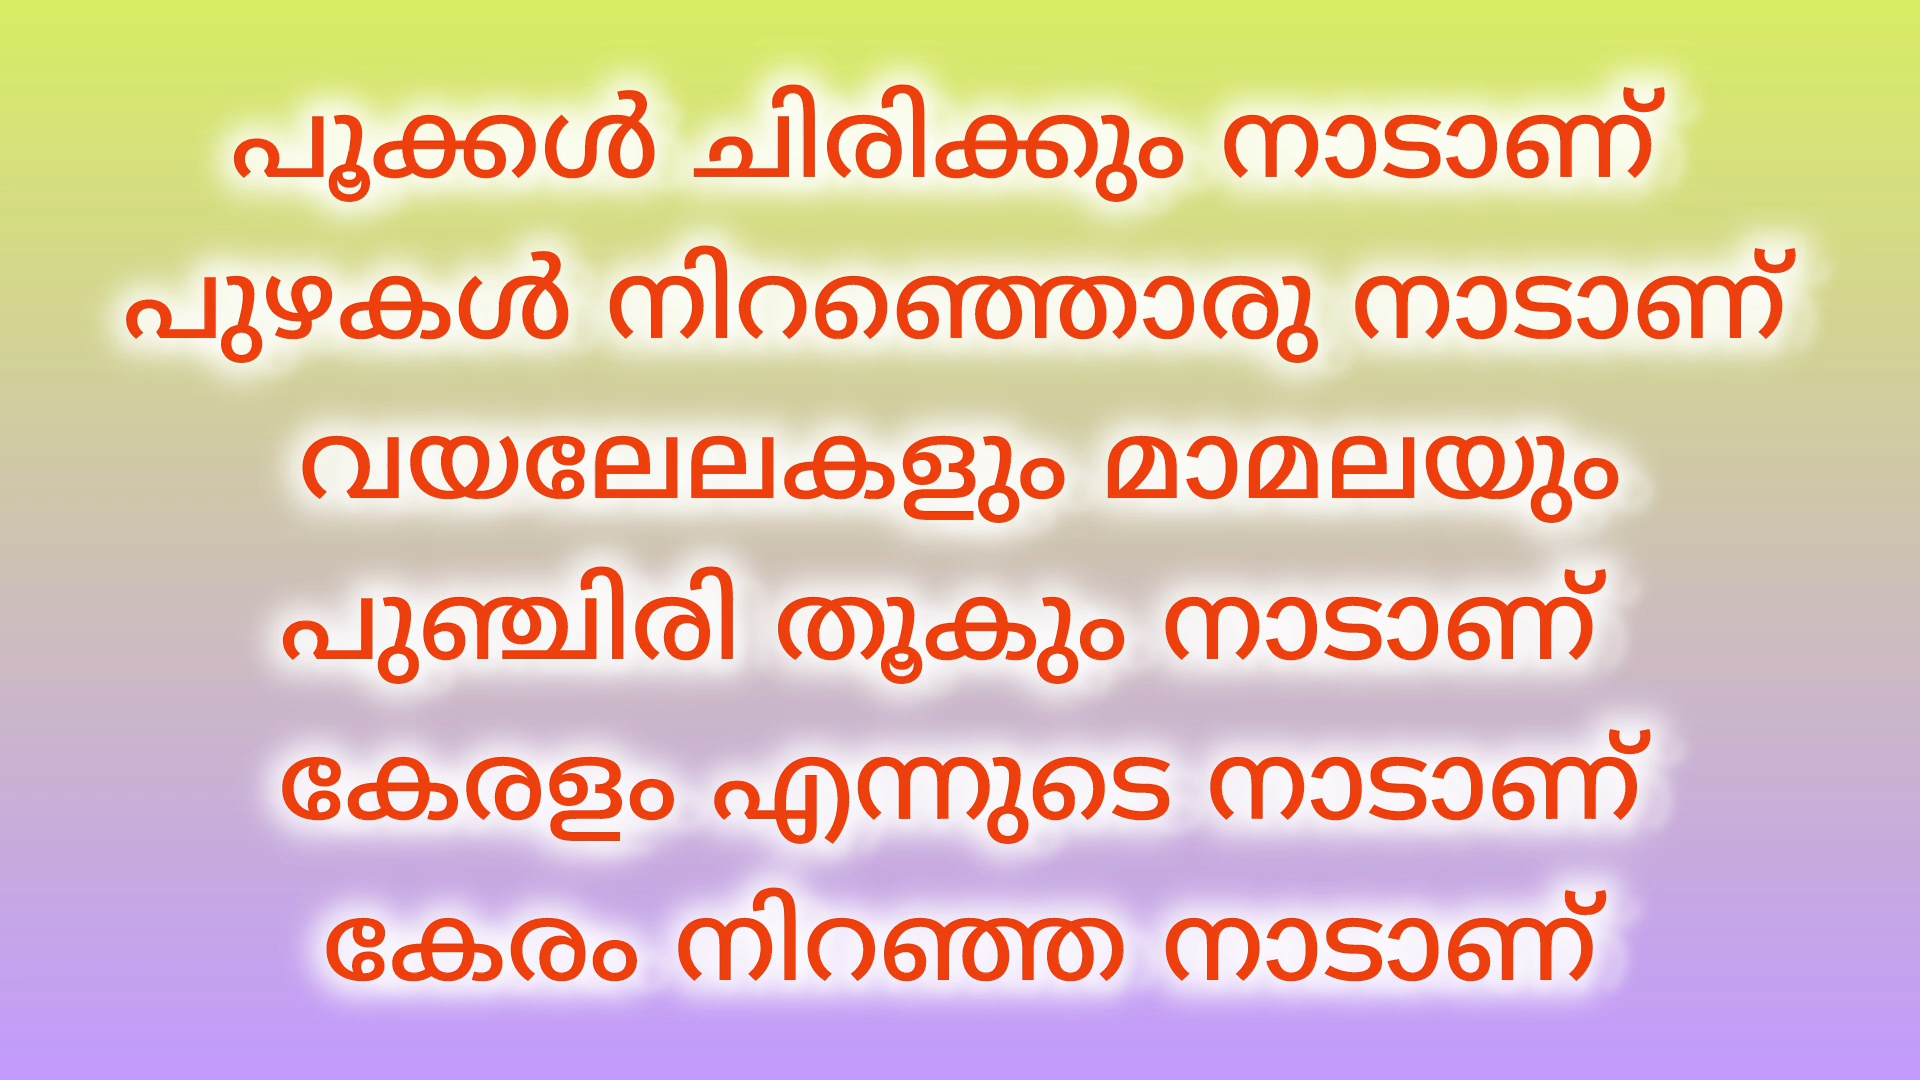 പൂക്കൾ ചിരിക്കും നാടാണ്
പുഴകൾ നിറഞ്ഞൊരു നാടാണ്
വയലേലകളും മാമലയും
പുഞ്ചിരി തൂകും നാടാണ്
കേരളം എന്നുടെ നാടാണ്
കേരം നിറഞ്ഞ നാടാണ്